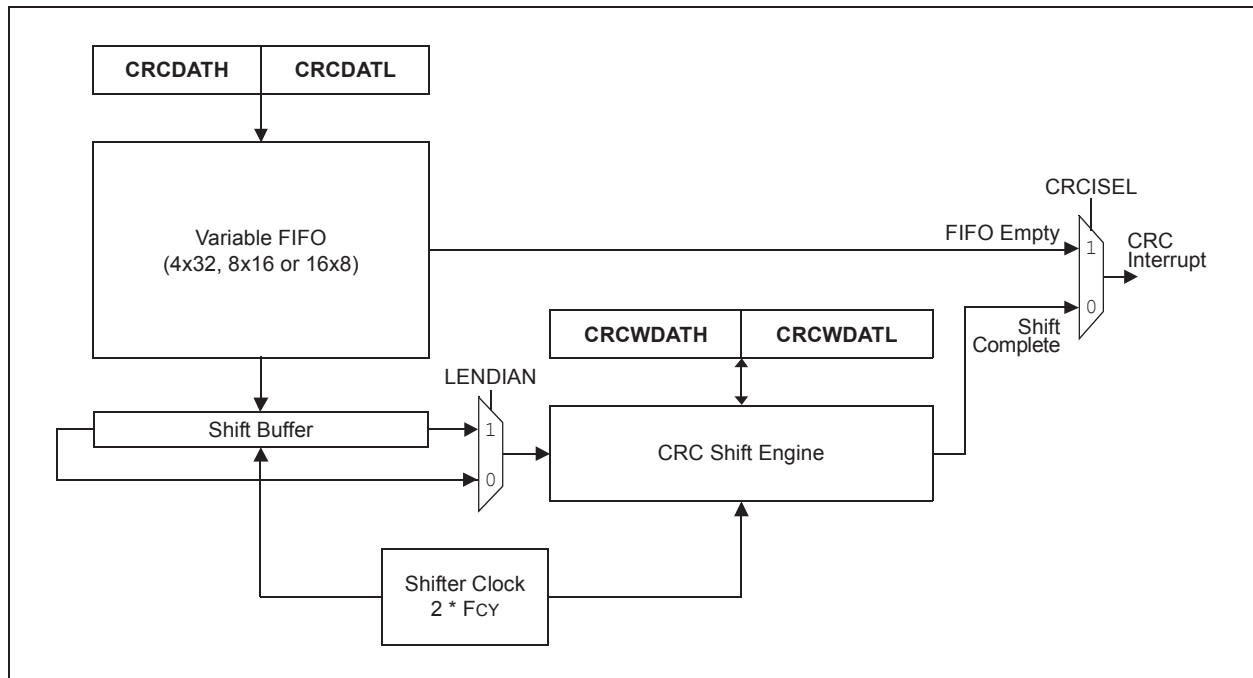 CRCDATH CRCDATL
CRCISEL
Variable FIFO
(4x32, 8x16 or 16x8)
FIFO Empty
1
CRC
Interrupt
0
Shift
Complete
CRCWDATH CRCWDATL
LENDIAN
Shift Buffer
1
0
CRC Shift Engine
Shifter Clock
2 * FCY